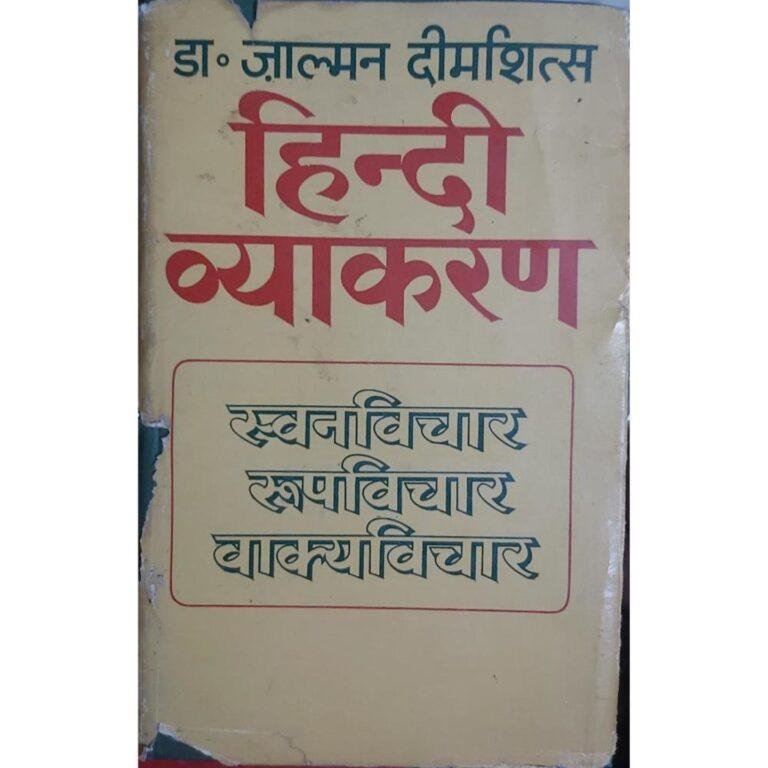 डा॰ ज़ाल्मन दीमशित्स
हिन्दी
व्याकरण
स्वनविचार
रूपविचार
वाक्यविचार